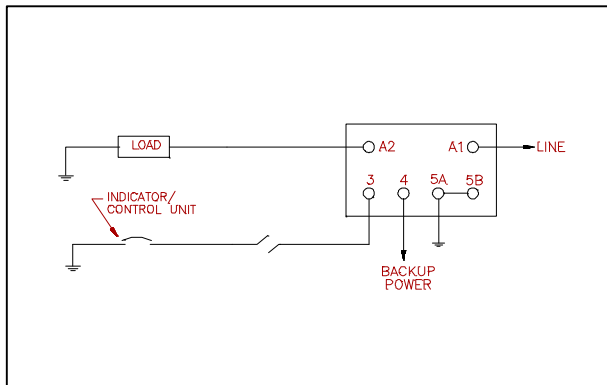 LOAD
A2
A1
LINE
3
4
5A
5B
INDICATOR/
CONTROL UNIT
BACKUP
POWER